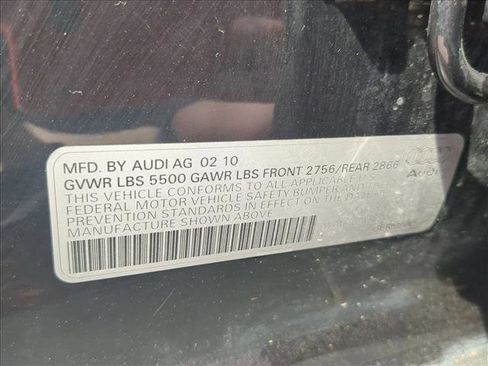 MFD. BY AUDI AG 02 10
GVWR LBS 5500 GAWR LBS FRONT 2756/REAR 2866
THIS VEHICLE CONFORMS TO ALL APPLICABLE
FEDERAL MOTOR VEHICLE SAFETY BUMPER AND THEFT
PREVENTION STANDARDS IN EFFECT ON THE DATE
MANUFACTURE SHOWN ABOVE
Audi